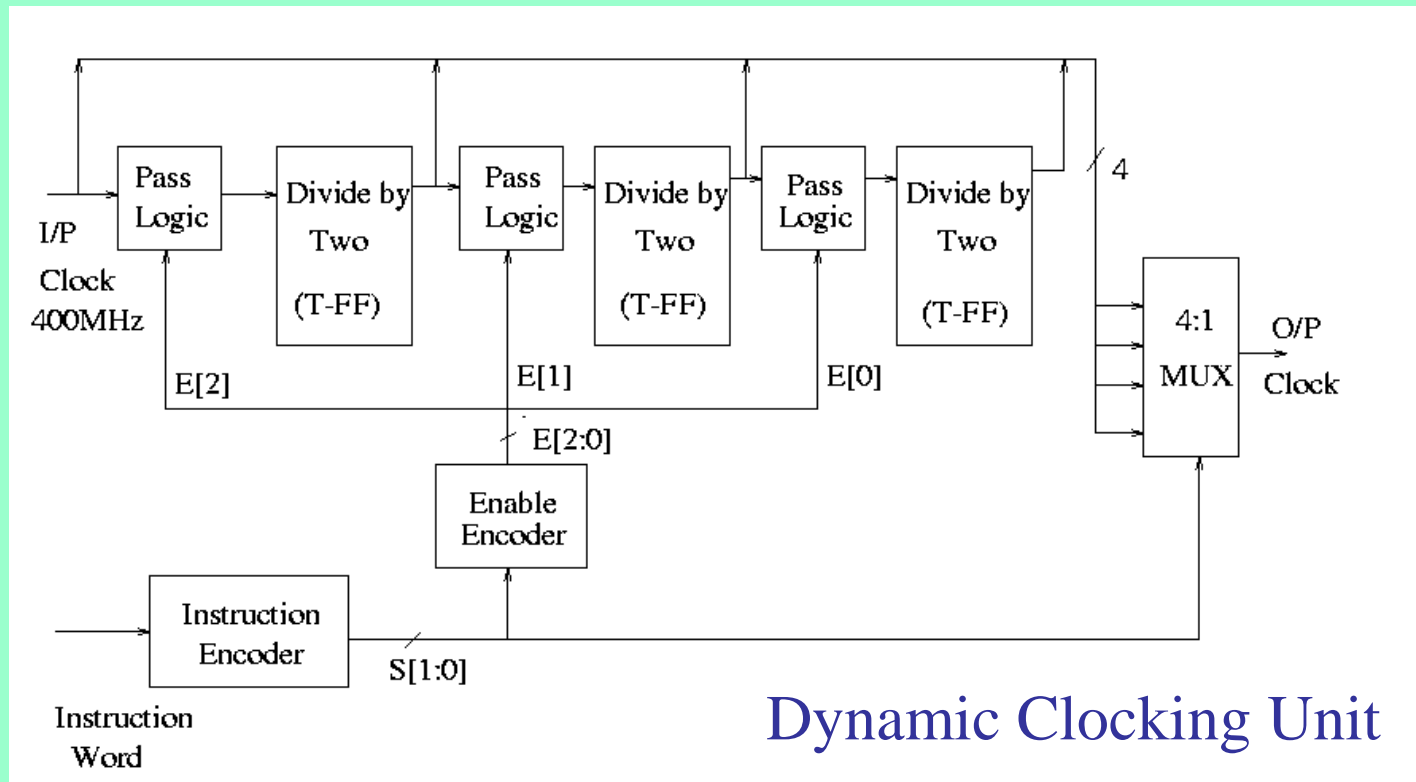 Pass
Logic
Divide by
Two
(T-FF)
Pass
Logic
Divide by
Two
(T-FF)
Pass
Logic
Divide by
Two
(T-FF)
4
I/P
Clock
400MHz
4:1
MUX
O/P
Clock
E[2]
E[1]
E[0]
E[2:0]
Enable
Encoder
Instruction
Encoder
S[1:0]
Instruction
Word
Dynamic Clocking Unit